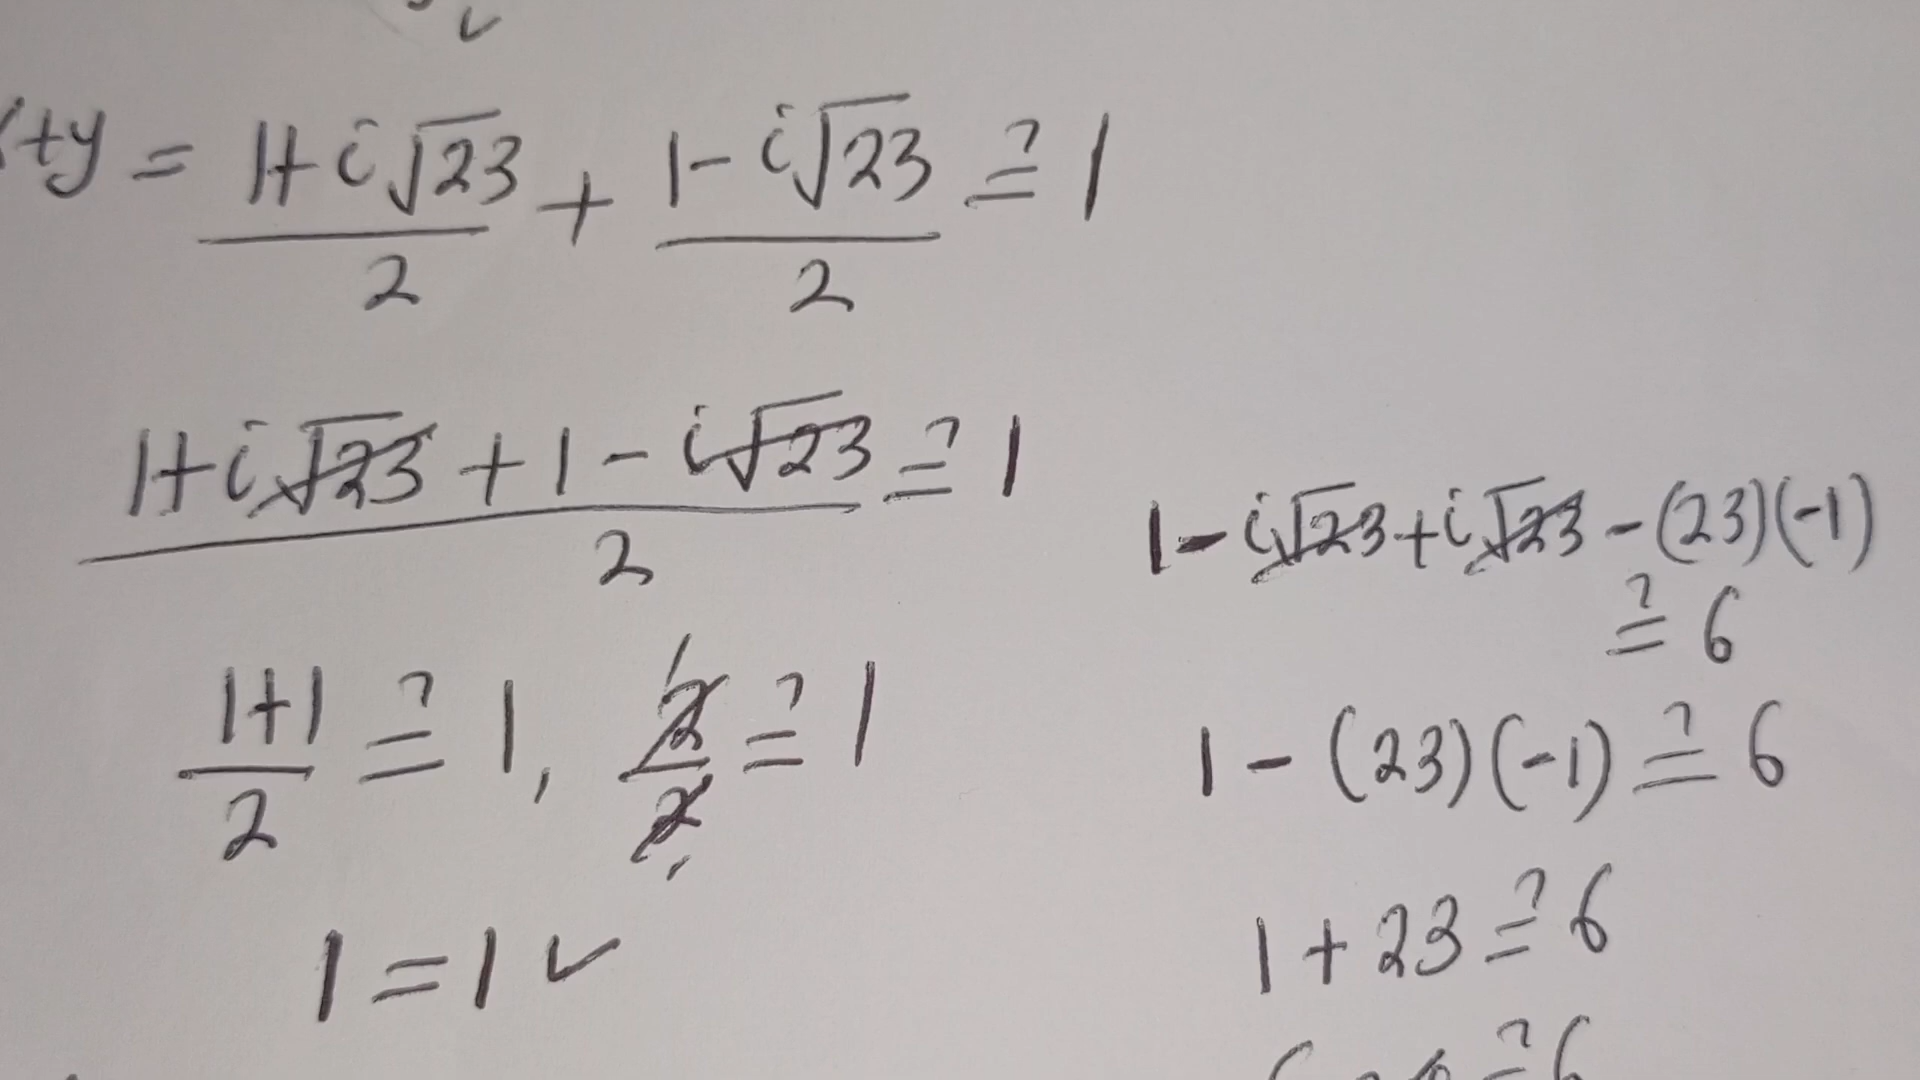 x+y = (1+i√23)/2 + (1-i√23)/2 ≟ 1
(1+i√23+1-i√23)/2 ≟ 1
(1+1)/2 ≟ 1, 2/2 ≟ 1
1=1 ✓
1-i√23+i√23-(23)(-1)
≟ 6
1-(23)(-1) ≟ 6
1+23 ≟ 6